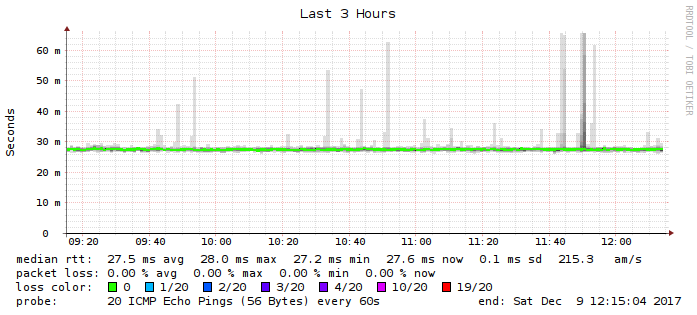 Last 3 Hours
RRDTOOL / TOBI OETIKER
Seconds
60 m
50 m
40 m
30 m
20 m
10 m
0
09:20 09:40 10:00 10:20 10:40 11:00 11:20 11:40 12:00
median rtt: 27.5 ms avg 28.0 ms max 27.2 ms min 27.6 ms now 0.1 ms sd 215.3 am/s
packet loss: 0.00 % avg 0.00 % max 0.00 % min 0.00 % now
loss color: 0 1/20 2/20 3/20 4/20 10/20 19/20
probe: 20 ICMP Echo Pings (56 Bytes) every 60s end: Sat Dec 9 12:15:04 2017